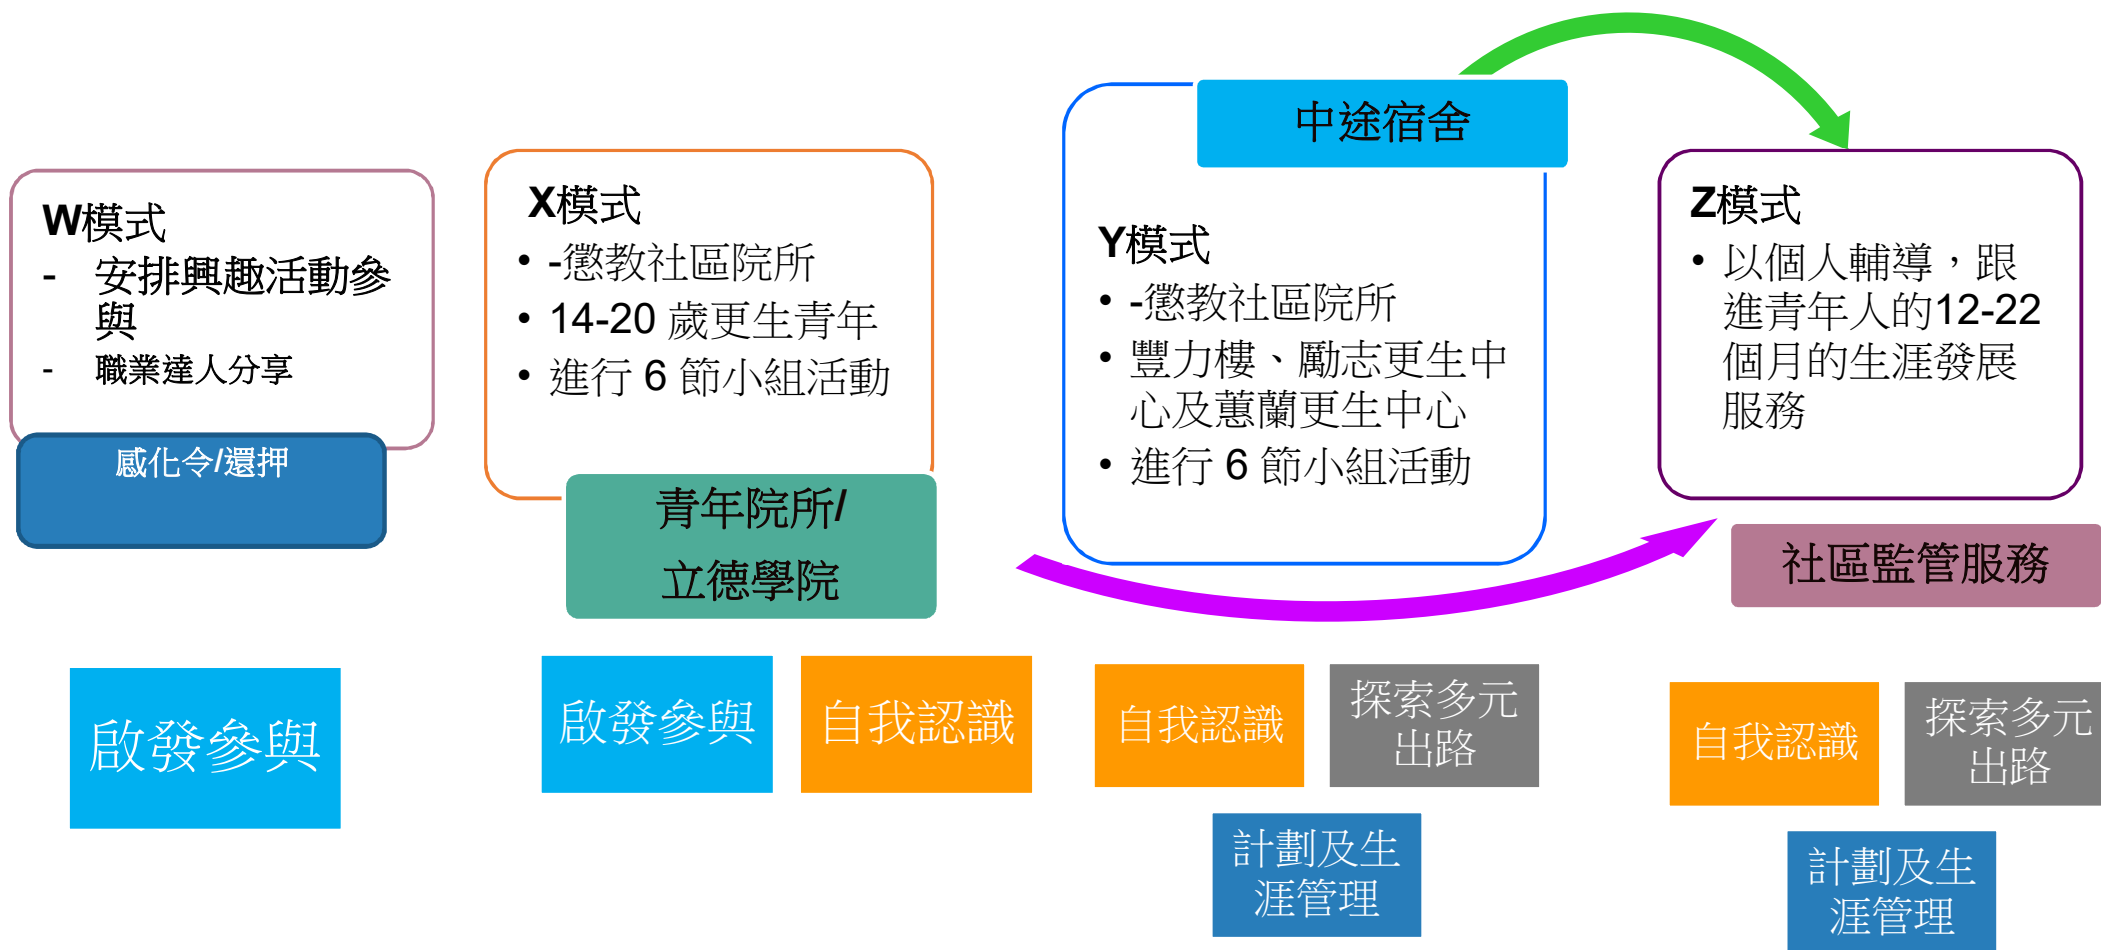 W模式
- 安排興趣活動參
與
- 職業達人分享
感化令/還押
啟發參與
X模式
• -懲教社區院所
• 14-20 歲更生青年
• 進行 6 節小組活動
青年院所/
立德學院
啟發參與
自我認識
中途宿舍
Y模式
• -懲教社區院所
• 豐力樓、勵志更生中
心及蕙蘭更生中心
• 進行 6 節小組活動
自我認識
探索多元
出路
計劃及生
涯管理
Z模式
• 以個人輔導，跟
進青年人的12-22
個月的生涯發展
服務
社區監管服務
自我認識
探索多元
出路
計劃及生
涯管理